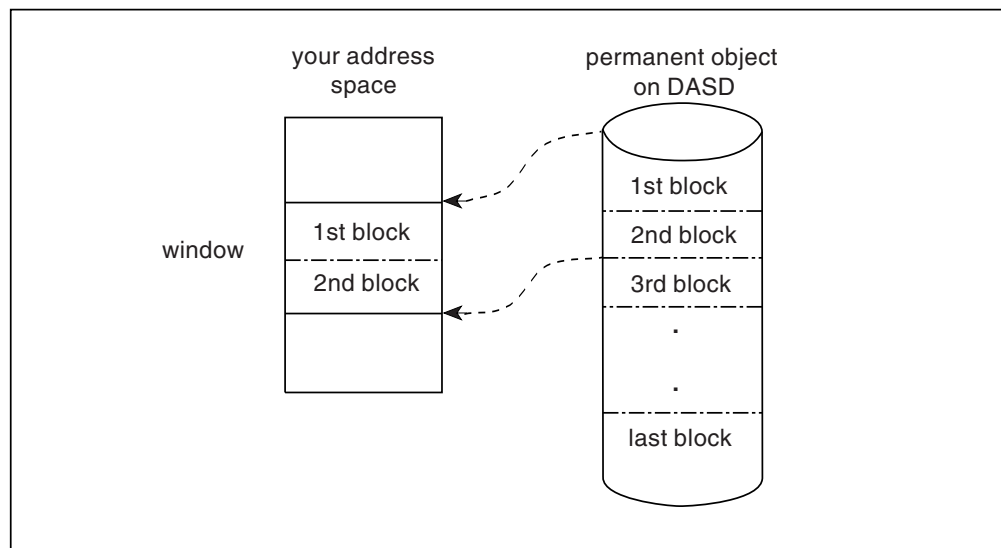 your address
space
permanent object
on DASD
window
1st block
2nd block
1st block
2nd block
3rd block
.
.
last block